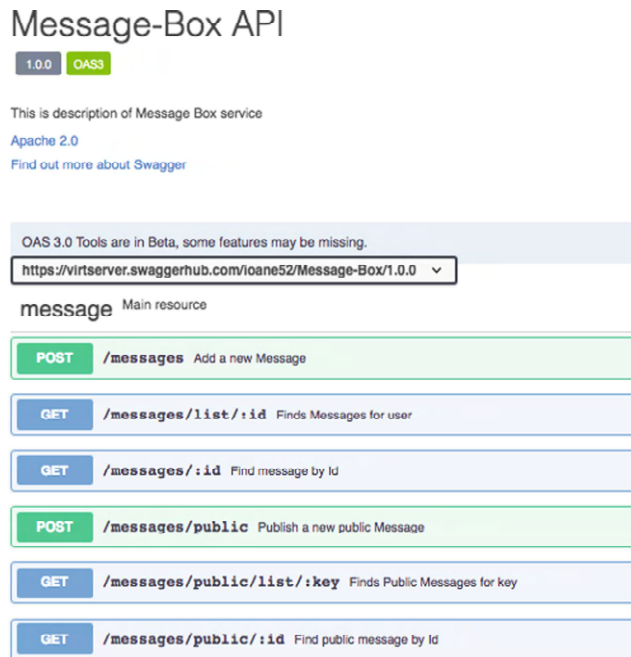 Message-Box API
1.0.0 OAS3
This is description of Message Box service
Apache 2.0
Find out more about Swagger
OAS 3.0 Tools are in Beta, some features may be missing.
https://virtserver.swaggerhub.com/ioane52/Message-Box/1.0.0
message Main resource
POST /messages Add a new Message
GET /messages/list/:id Finds Messages for user
GET /messages/:id Find message by Id
POST /messages/public Publish a new public Message
GET /messages/public/list/:key Finds Public Messages for key
GET /messages/public/:id Find public message by Id